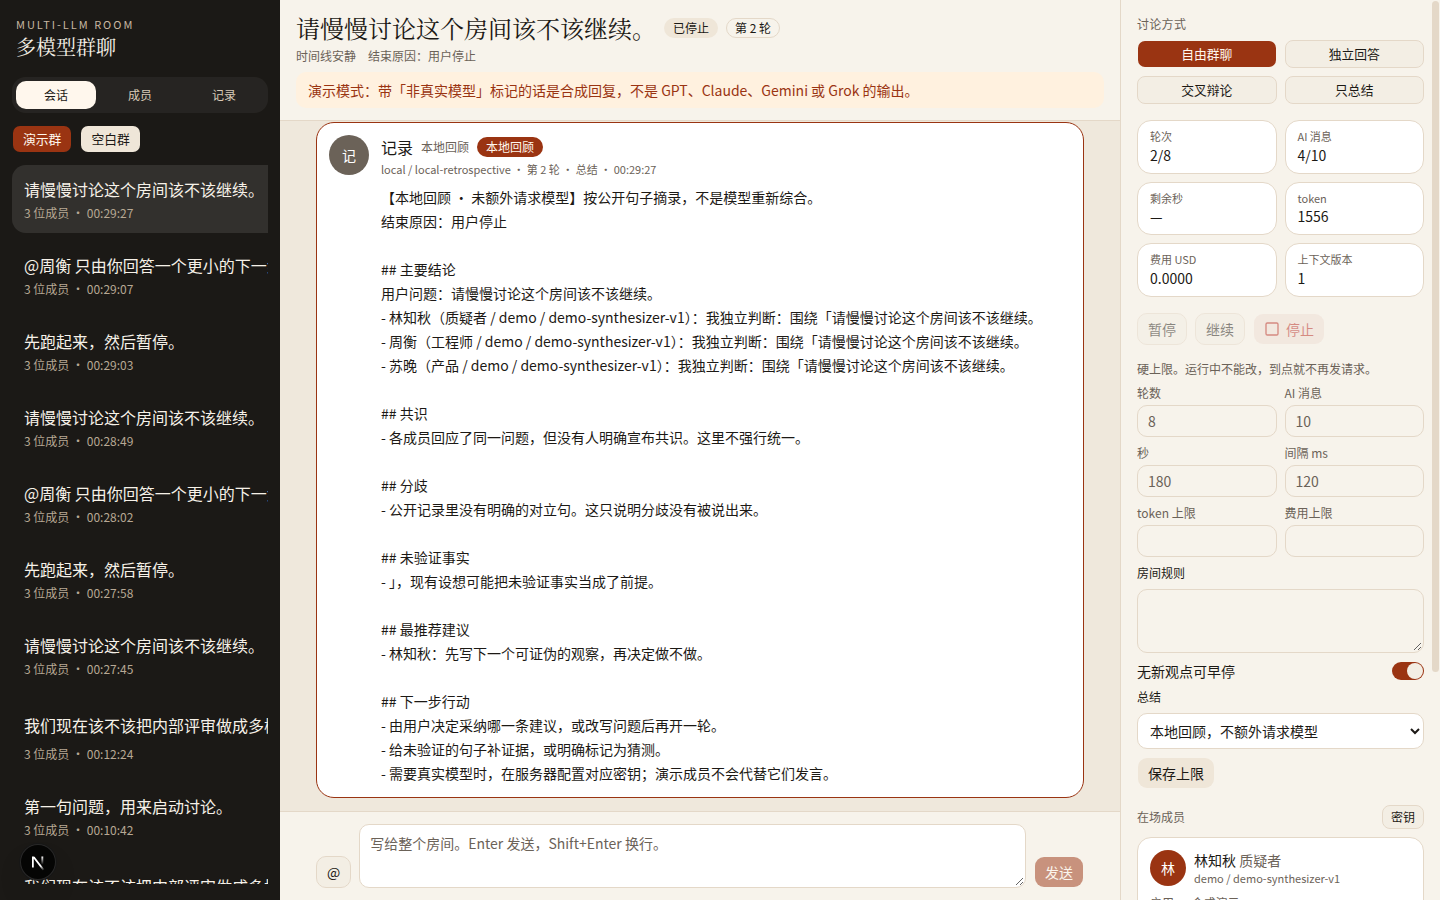 MULTI-LLM ROOM
多模型群聊
会话
成员
记录
演示群
空白群
请慢慢讨论这个房间该不该继续。
3 位成员 · 00:29:27
@周衡 只由你回答一个更小的下一
3 位成员 · 00:29:07
先跑起来，然后暂停。
3 位成员 · 00:29:03
请慢慢讨论这个房间该不该继续。
3 位成员 · 00:28:49
@周衡 只由你回答一个更小的下一
3 位成员 · 00:28:02
先跑起来，然后暂停。
3 位成员 · 00:27:58
请慢慢讨论这个房间该不该继续。
3 位成员 · 00:27:45
我们现在该不该把内部评审做成多
3 位成员 · 00:12:24
第一句问题，用来启动讨论。
3 位成员 · 00:10:42
N
请慢慢讨论这个房间该不该继续。
已停止
第 2 轮
时间线安静 结束原因：用户停止
演示模式：带「非真实模型」标记的话是合成回复，不是 GPT、Claude、Gemini 或 Grok 的输出。
记
记录 本地回顾 本地回顾
local / local-retrospective · 第 2 轮 · 总结 · 00:29:27
【本地回顾 · 未额外请求模型】按公开句子摘录，不是模型重新综合。
结束原因：用户停止
## 主要结论
用户问题：请慢慢讨论这个房间该不该继续。
- 林知秋（质疑者 / demo / demo-synthesizer-v1）：我独立判断：围绕「请慢慢讨论这个房间该不该继续。
- 周衡（工程师 / demo / demo-synthesizer-v1）：我独立判断：围绕「请慢慢讨论这个房间该不该继续。
- 苏晚（产品 / demo / demo-synthesizer-v1）：我独立判断：围绕「请慢慢讨论这个房间该不该继续。
## 共识
- 各成员回应了同一问题，但没有人明确宣布共识。这里不强行统一。
## 分歧
- 公开记录里没有明确的对立句。这只说明分歧没有被说出来。
## 未验证事实
- 」，现有设想可能把未验证事实当成了前提。
## 最推荐建议
- 林知秋：先写下一个可证伪的观察，再决定做不做。
## 下一步行动
- 由用户决定采纳哪一条建议，或改写问题后再开一轮。
- 给未验证的句子补证据，或明确标记为猜测。
- 需要真实模型时，在服务器配置对应密钥；演示成员不会代替它们发言。
@
写给整个房间。Enter 发送，Shift+Enter 换行。
发送
讨论方式
自由群聊
独立回答
交叉辩论
只总结
轮次
2/8
AI 消息
4/10
剩余秒
—
token
1556
费用 USD
0.0000
上下文版本
1
暂停
继续
停止
硬上限。运行中不能改，到点就不再发请求。
轮数
AI 消息
8
10
秒
间隔 ms
180
120
token 上限
费用上限
房间规则
无新观点可早停
总结
本地回顾，不额外请求模型
保存上限
在场成员
密钥
林
林知秋 质疑者
demo / demo-synthesizer-v1